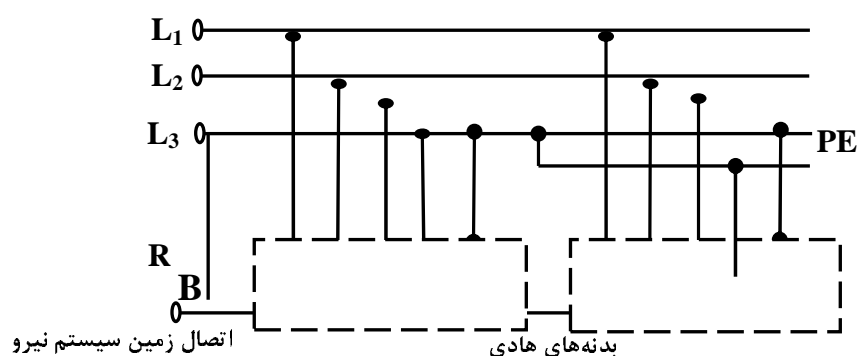 L₁
L₂
L₃
PE
R
B
اتصال زمین سیستم نیرو
بدنه‌های هادی